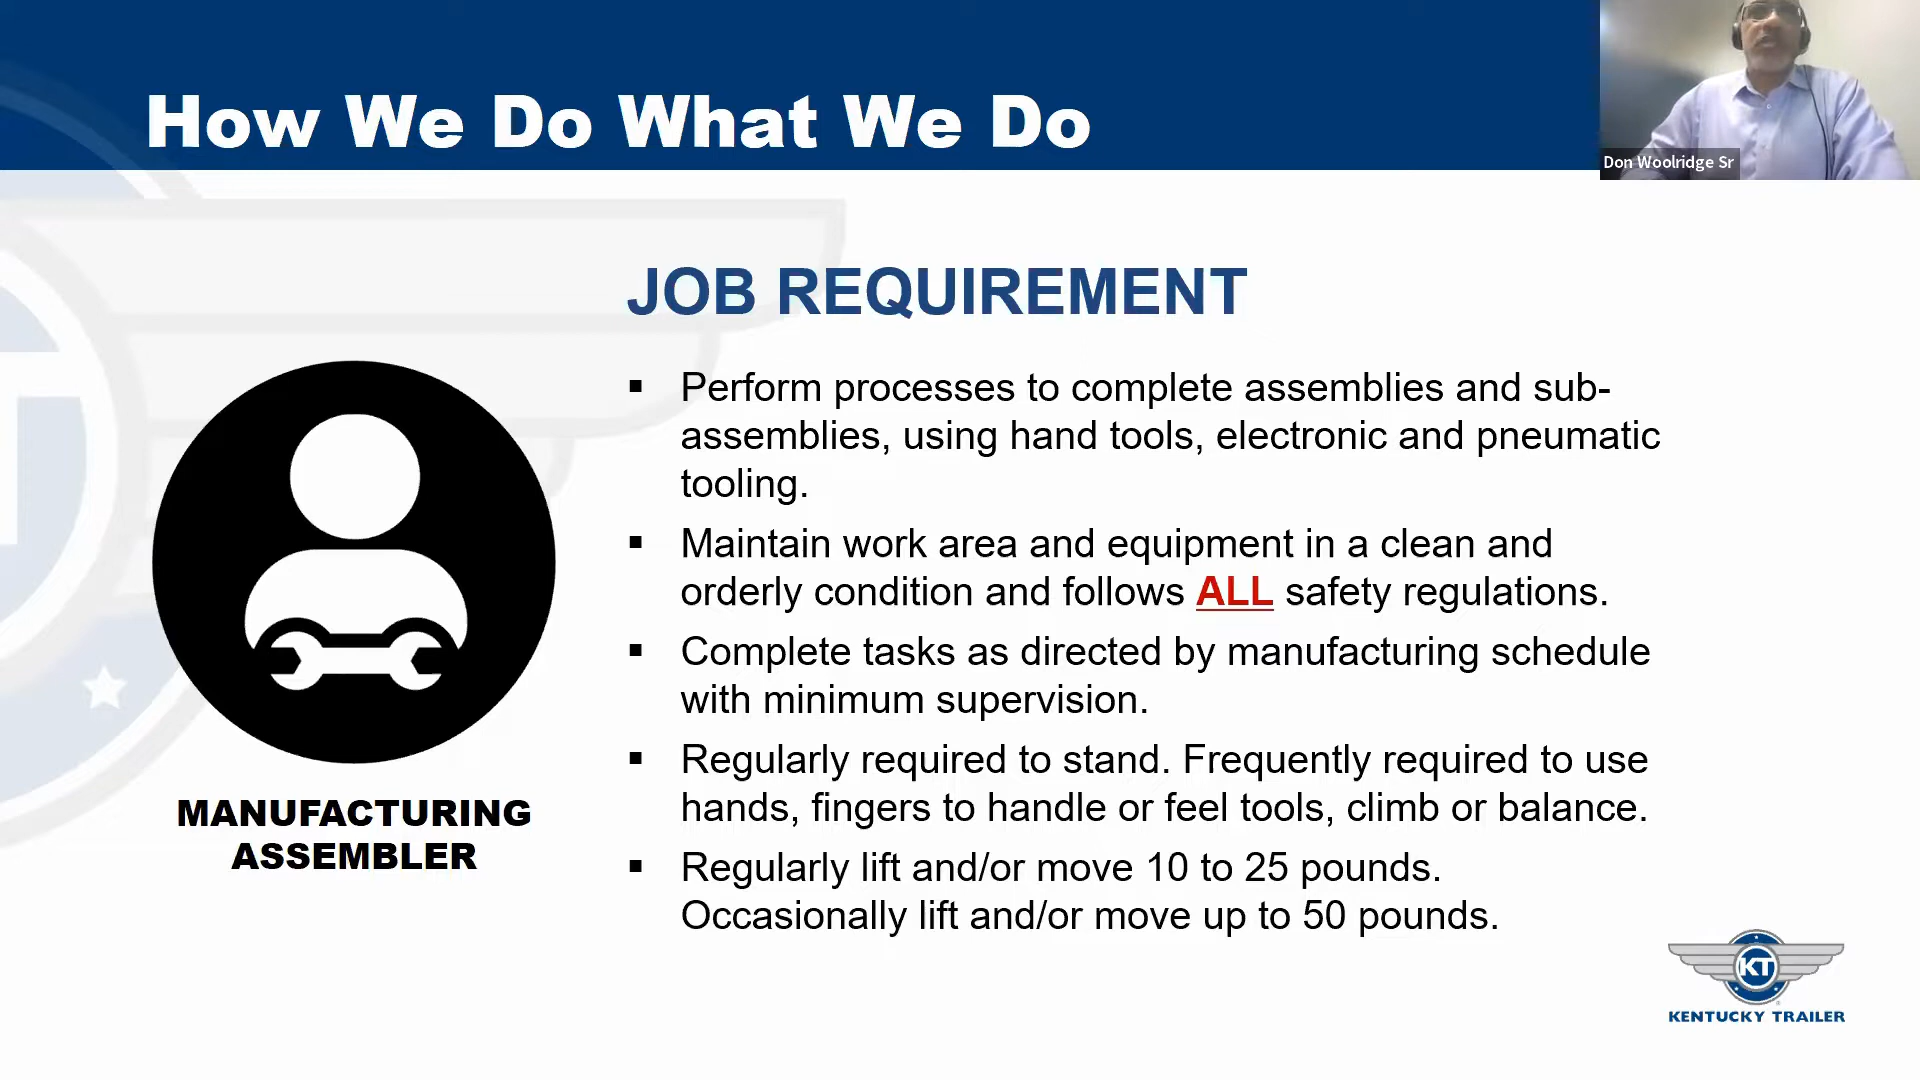 How We Do What We Do
Don Woolridge Sr
JOB REQUIREMENT
▪ Perform processes to complete assemblies and sub-
assemblies, using hand tools, electronic and pneumatic
tooling.
▪ Maintain work area and equipment in a clean and
orderly condition and follows ALL safety regulations.
▪ Complete tasks as directed by manufacturing schedule
with minimum supervision.
▪ Regularly required to stand. Frequently required to use
hands, fingers to handle or feel tools, climb or balance.
▪ Regularly lift and/or move 10 to 25 pounds.
Occasionally lift and/or move up to 50 pounds.
MANUFACTURING
ASSEMBLER
KT
KENTUCKY TRAILER